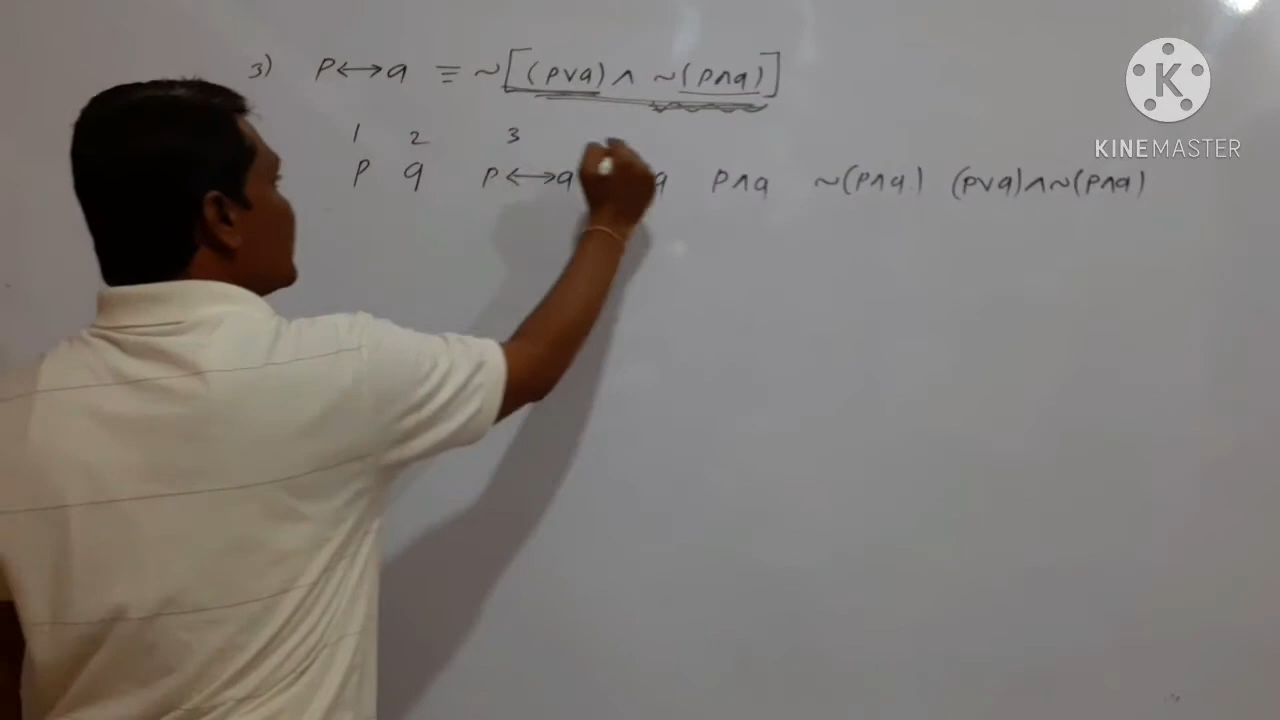 3) p ↔ q ≡ ~[(p∨q) ∧ ~(p∧q)]
1 2 3
p q p ↔ q q p∧q ~(p∧q) (p∨q)∧~(p∧q)
K
KINEMASTER